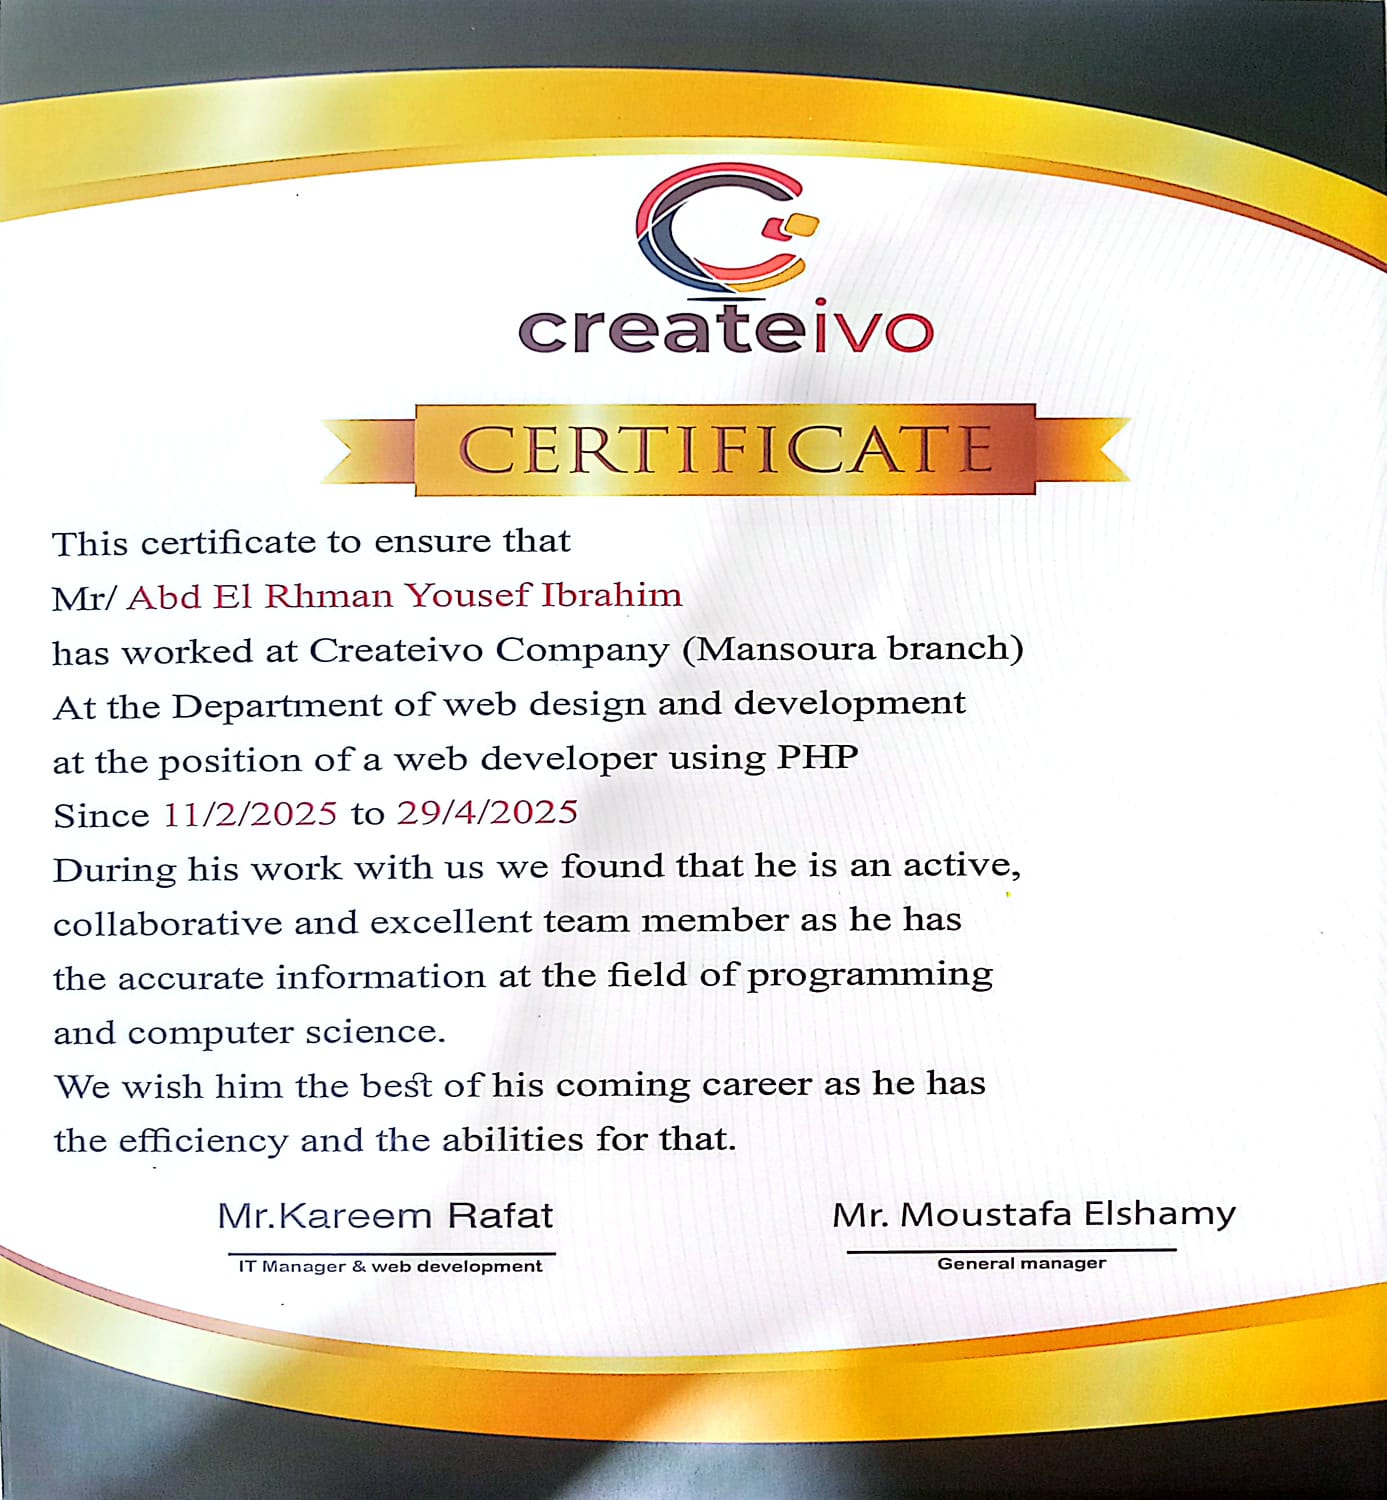 createivo
CERTIFICATE
This certificate to ensure that
Mr/ Abd El Rhman Yousef Ibrahim
has worked at Createivo Company (Mansoura branch)
At the Department of web design and development
at the position of a web developer using PHP
Since 11/2/2025 to 29/4/2025
During his work with us we found that he is an active,
collaborative and excellent team member as he has
the accurate information at the field of programming
and computer science.
We wish him the best of his coming career as he has
the efficiency and the abilities for that.
Mr.Kareem Rafat
IT Manager & web development
Mr. Moustafa Elshamy
General manager